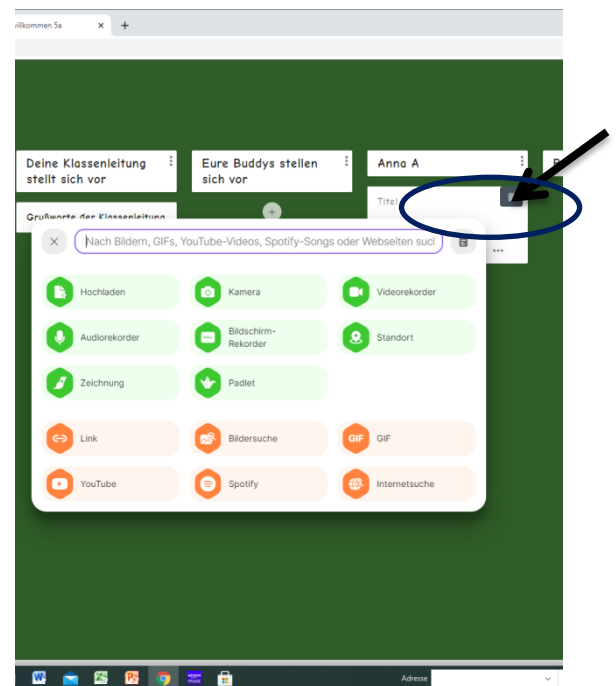 willkommen 5a
Deine Klassenleitung
stellt sich vor
Eure Buddys stellen
sich vor
Anna A
Grußworte der Klassenleitung
Titel
Nach Bildern, GIFs, YouTube-Videos, Spotify-Songs oder Webseiten sucl
Hochladen
Kamera
Videorekorder
Audiorekorder
Bildschirm-
Rekorder
Standort
Zeichnung
Padlet
Link
Bildersuche
GIF
GIF
YouTube
Spotify
Internetsuche
Adresse